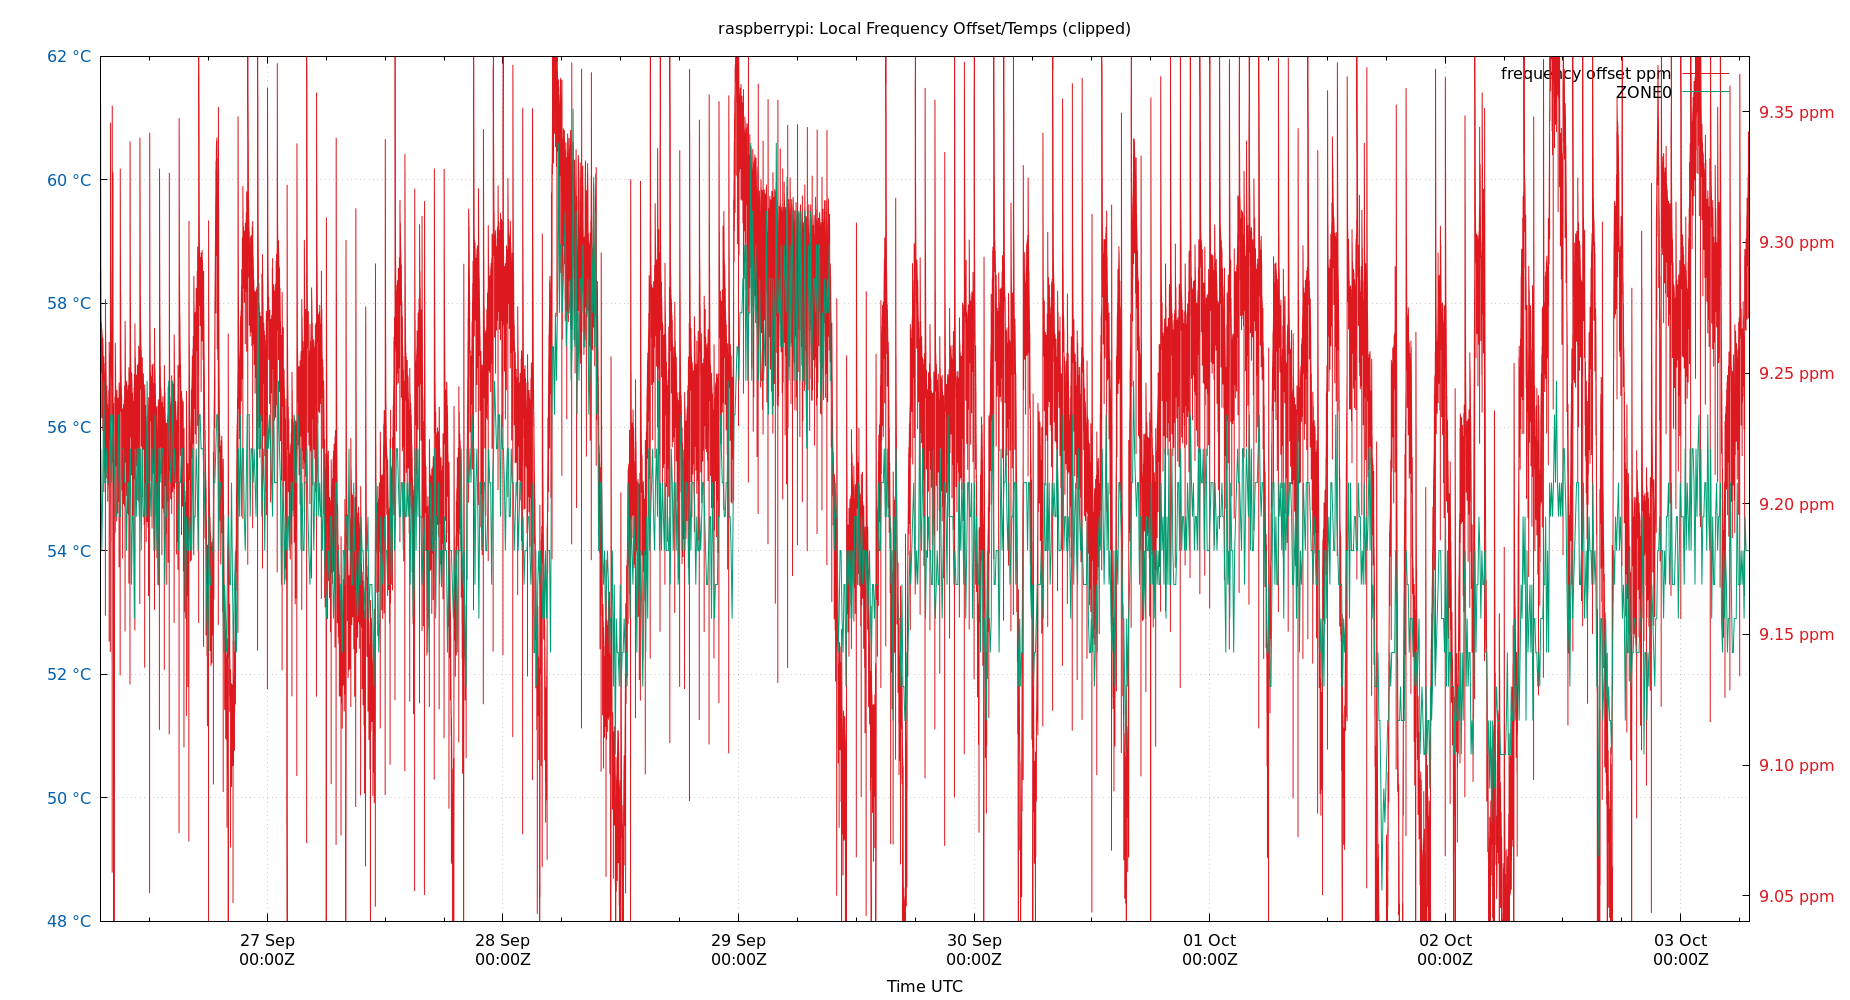 raspberrypi: Local Frequency Offset/Temps (clipped)
62 °C
60 °C
58 °C
56 °C
54 °C
52 °C
50 °C
48 °C
frequency offset ppm
ZONE0
9.35 ppm
9.30 ppm
9.25 ppm
9.20 ppm
9.15 ppm
9.10 ppm
9.05 ppm
27 Sep
00:00Z
28 Sep
00:00Z
29 Sep
00:00Z
30 Sep
00:00Z
01 Oct
00:00Z
02 Oct
00:00Z
03 Oct
00:00Z
Time UTC